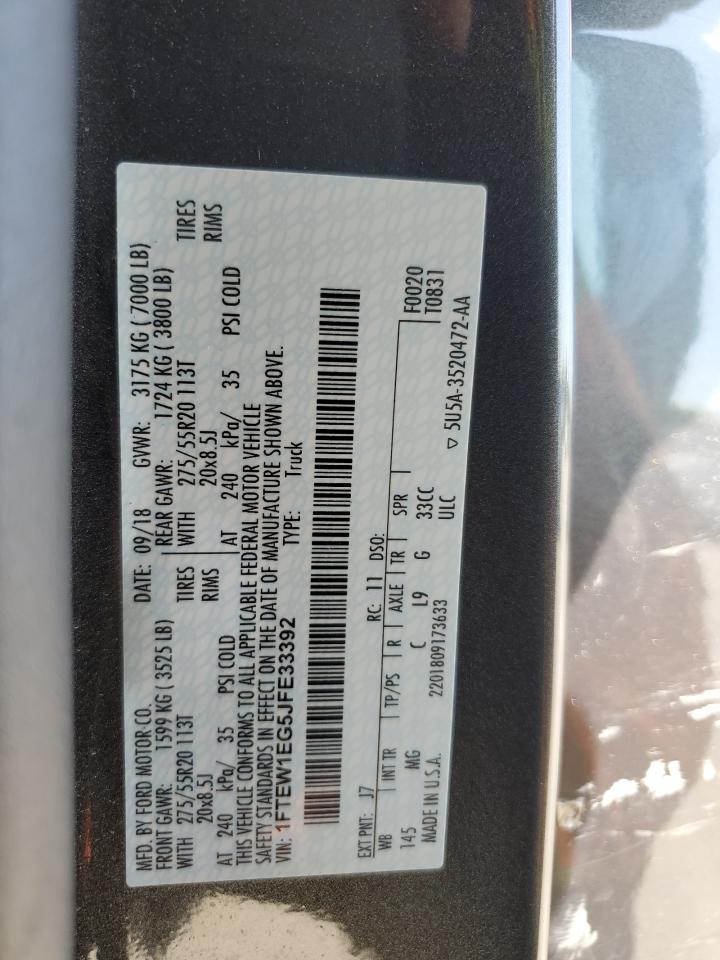 MFD. BY FORD MOTOR CO.
DATE: 09/18 GVWR: 3175 KG ( 7000 LB)
FRONT GAWR: 1599 KG ( 3525 LB) REAR GAWR: 1724 KG ( 3800 LB)
WITH 275/55R20 113T TIRES WITH 275/55R20 113T TIRES
20x8.5J RIMS 20x8.5J RIMS
AT 240 kPa/ 35 PSI COLD AT 240 kPa/ 35 PSI COLD
THIS VEHICLE CONFORMS TO ALL APPLICABLE FEDERAL MOTOR VEHICLE
SAFETY STANDARDS IN EFFECT ON THE DATE OF MANUFACTURE SHOWN ABOVE.
VIN: 1FTEW1EG5JFE33392 TYPE: Truck
EXT PNT: J7 RC: 11 DSO: F0020
WB INT TR TP/PS R AXLE TR SPR T0831
145 MG C L9 G 33CC
MADE IN U.S.A. 2201809173633 ULC
▽ 5U5A-3520472-AA